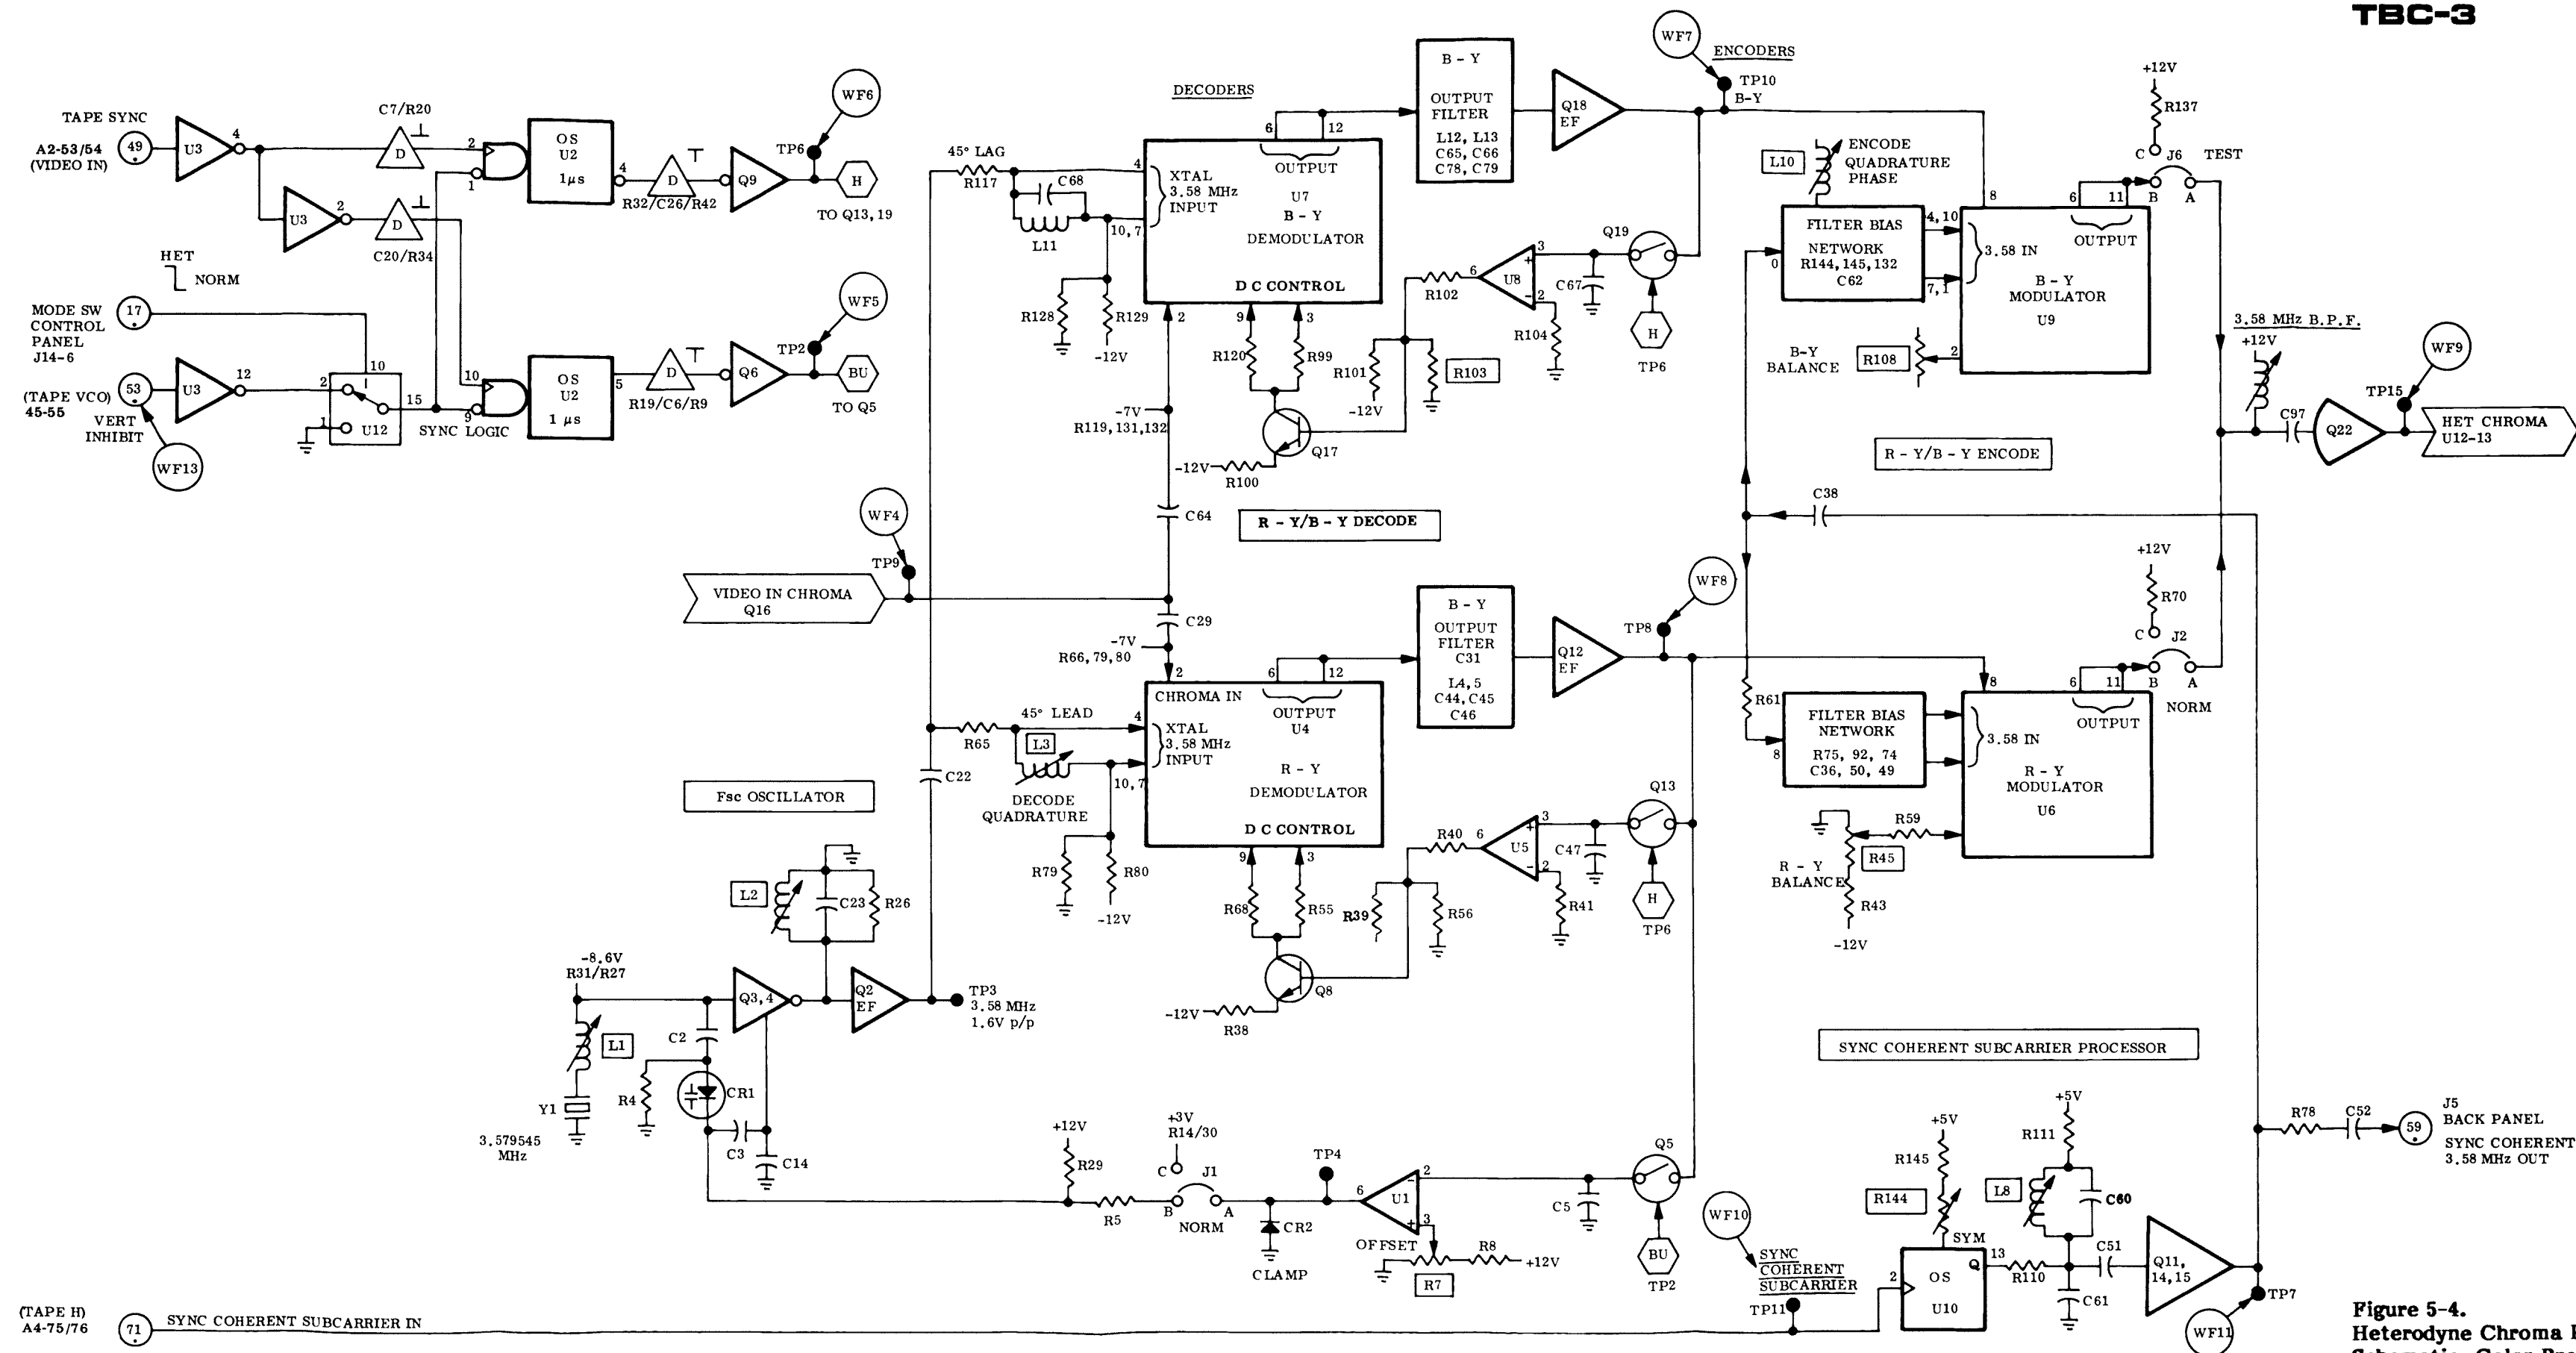 TBC-3
TAPE SYNC
A2-53/54
(VIDEO IN)
49
U3
4
C7/R20
D
2
1
OS
U2
1μs
4
D
R32/C26/R42
Q9
TP6
WF6
H
TO Q13, 19
U3
2
D
C20/R34
HET
NORM
MODE SW
CONTROL
PANEL
J14-6
17
(TAPE VCO)
45-55
53
VERT
INHIBIT
WF13
U3
12
2
10
1
U12
15
SYNC LOGIC
10
9
OS
U2
1 μs
5
D
R19/C6/R9
Q6
TP2
WF5
BU
TO Q5
DECODERS
45° LAG
R117
C68
L11
4
10, 7
XTAL
3.58 MHz
INPUT
6
12
OUTPUT
U7
B - Y
DEMODULATOR
D C CONTROL
2
9
3
R128
R129
-12V
R120
R99
-7V
R119, 131, 132
Q17
-12V
R100
C64
R101
-12V
R103
R102
6
U8
3
+
-
2
R104
C67
Q19
H
TP6
B - Y
OUTPUT
FILTER
L12, L13
C65, C66
C78, C79
Q18
EF
WF7
ENCODERS
TP10
B-Y
L10
ENCODE
QUADRATURE
PHASE
FILTER BIAS
NETWORK
R144, 145, 132
C62
0
4, 10
7, 1
8
3.58 IN
6
11
OUTPUT
B - Y
MODULATOR
U9
2
B-Y
BALANCE
R108
+12V
R137
C
J6
TEST
B
A
3.58 MHz B.P.F.
+12V
C97
Q22
TP15
WF9
HET CHROMA
U12-13
R - Y/B - Y ENCODE
R - Y/B - Y DECODE
C38
WF4
TP9
VIDEO IN CHROMA
Q16
C29
-7V
R66, 79, 80
2
CHROMA IN
6
12
OUTPUT
U4
45° LEAD
R65
L3
4
10, 7
XTAL
3.58 MHz
INPUT
R - Y
DEMODULATOR
D C CONTROL
9
3
DECODE
QUADRATURE
R79
R80
-12V
R68
R55
Q8
-12V
R38
R39
R56
R40
6
U5
3
+
-
2
R41
C47
Q13
H
TP6
B - Y
OUTPUT
FILTER
C31
L4, 5
C44, C45
C46
Q12
EF
TP8
WF8
R61
8
FILTER BIAS
NETWORK
R75, 92, 74
C36, 50, 49
8
3.58 IN
6
11
OUTPUT
R - Y
MODULATOR
U6
R59
R45
R - Y
BALANCE
R43
-12V
+12V
R70
C
J2
B
A
NORM
Fsc OSCILLATOR
C22
L2
C23
R26
-8.6V
R31/R27
Q3, 4
Q2
EF
TP3
3.58 MHz
1.6V p/p
L1
C2
R4
CR1
Y1
3.579545
MHz
C3
C14
+12V
R29
R5
+3V
R14/30
C
J1
B
A
NORM
CR2
CLAMP
TP4
6
U1
2
-
+
3
OFFSET
R7
R8
+12V
C5
Q5
BU
TP2
SYNC COHERENT SUBCARRIER PROCESSOR
WF10
SYNC
COHERENT
SUBCARRIER
TP11
+5V
R145
R144
SYM
2
OS
U10
Q
13
R110
+5V
R111
L8
C60
C61
C51
Q11,
14, 15
TP7
WF11
R78
C52
59
J5
BACK PANEL
SYNC COHERENT
3.58 MHz OUT
(TAPE H)
A4-75/76
71
SYNC COHERENT SUBCARRIER IN
Figure 5-4.
Heterodyne Chroma